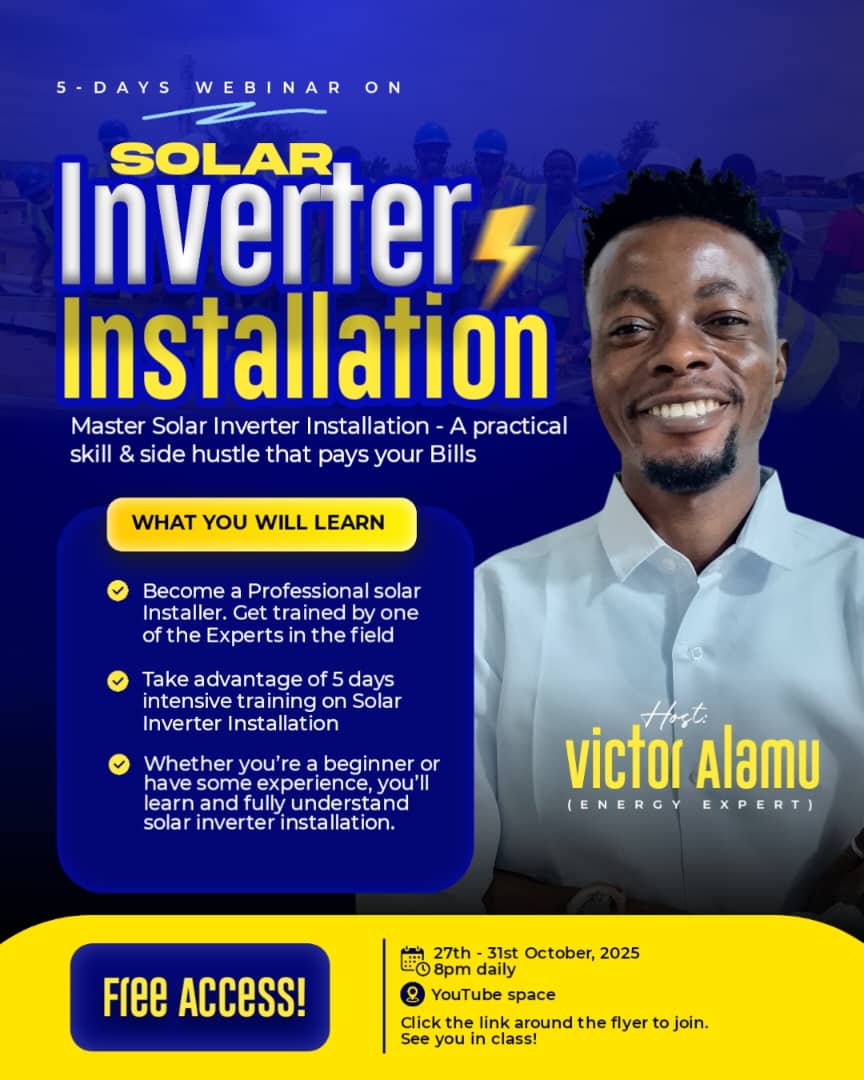 5-DAYS WEBINAR ON
SOLAR
Inverter
Installation
Master Solar Inverter Installation - A practical
skill & side hustle that pays your Bills
WHAT YOU WILL LEARN
Become a Professional solar
Installer. Get trained by one
of the Experts in the field
Take advantage of 5 days
intensive training on Solar
Inverter Installation
Whether you’re a beginner or
have some experience, you’ll
learn and fully understand
solar inverter installation.
Host:
Victor Alamu
(ENERGY EXPERT)
Free Access!
27th - 31st October, 2025
8pm daily
YouTube space
Click the link around the flyer to join.
See you in class!